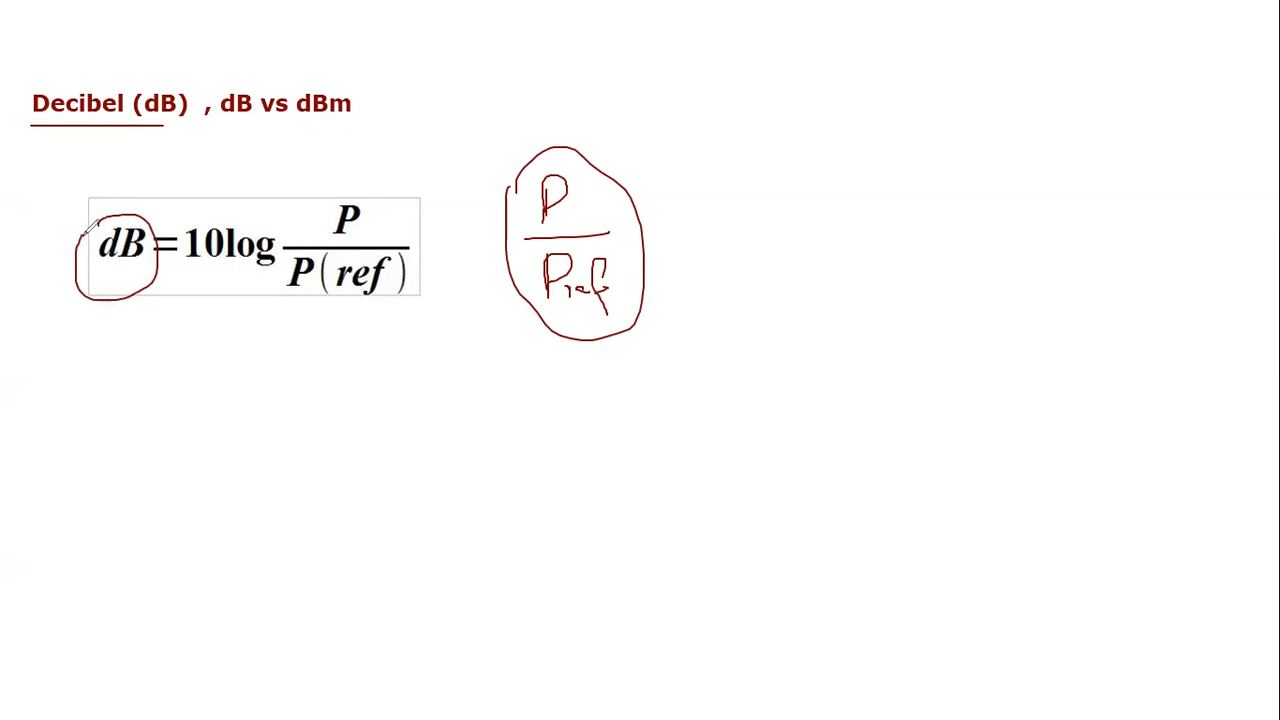 Decibel (dB) , dB vs dBm
dB=10log P
P(ref)
P
Pref